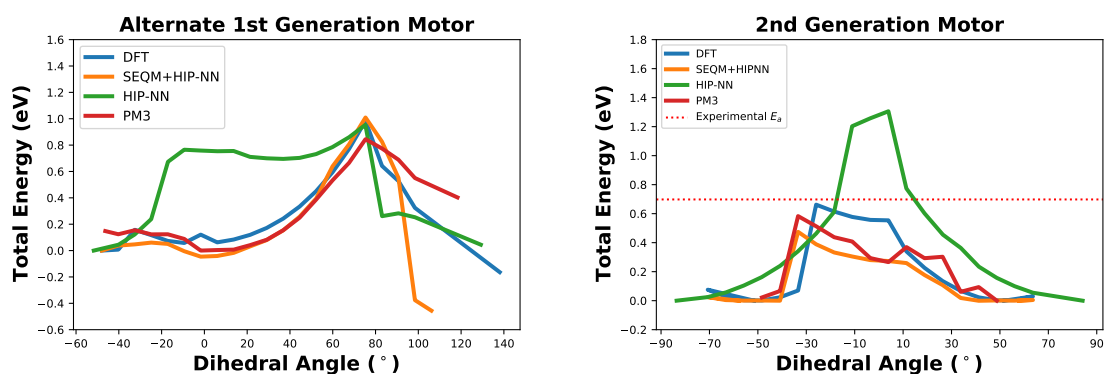 Alternate 1st Generation Motor
Total Energy (eV)
1.6
1.4
1.2
1.0
0.8
0.6
0.4
0.2
0.0
−0.2
−0.4
−0.6
DFT
SEQM+HIP-NN
HIP-NN
PM3
−60 −40 −20 0 20 40 60 80 100 120 140
Dihedral Angle (°)
2nd Generation Motor
Total Energy (eV)
1.8
1.6
1.4
1.2
1.0
0.8
0.6
0.4
0.2
0.0
−0.2
DFT
SEQM+HIPNN
HIP-NN
PM3
Experimental Eₐ
−90 −70 −50 −30 −10 10 30 50 70 90
Dihedral Angle (°)